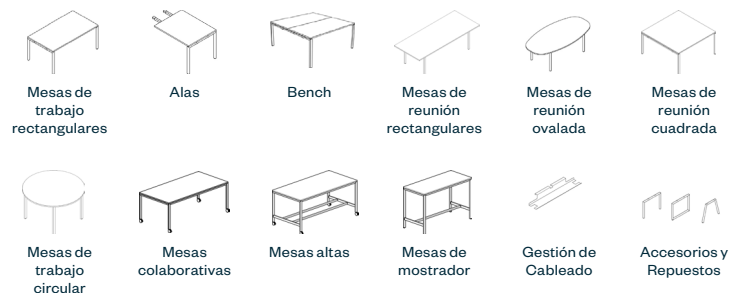 Mesas de
trabajo
rectangulares
Alas
Bench
Mesas de
reunión
rectangulares
Mesas de
reunión
ovalada
Mesas de
reunión
cuadrada
Mesas de
trabajo
circular
Mesas
colaborativas
Mesas altas
Mesas de
mostrador
Gestión de
Cableado
Accesorios y
Repuestos